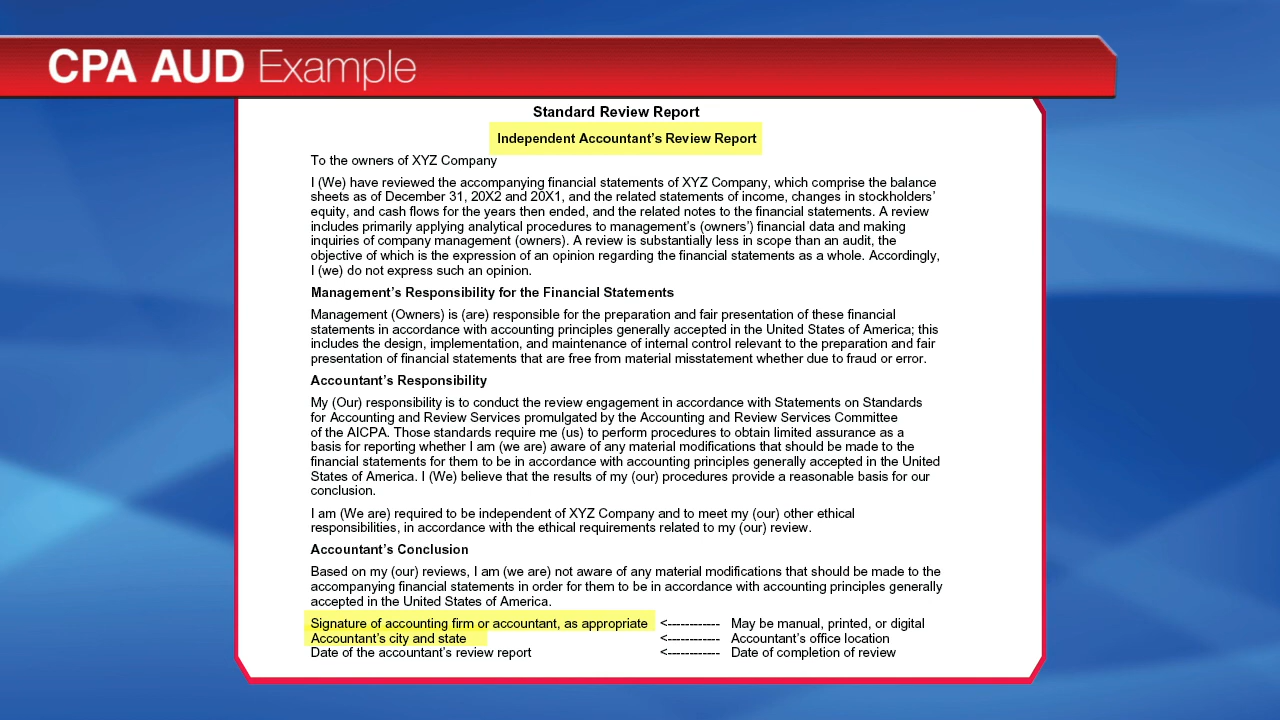 CPA AUD Example
Standard Review Report
Independent Accountant's Review Report
To the owners of XYZ Company
I (We) have reviewed the accompanying financial statements of XYZ Company, which comprise the balance
sheets as of December 31, 20X2 and 20X1, and the related statements of income, changes in stockholders'
equity, and cash flows for the years then ended, and the related notes to the financial statements. A review
includes primarily applying analytical procedures to management's (owners') financial data and making
inquiries of company management (owners). A review is substantially less in scope than an audit, the
objective of which is the expression of an opinion regarding the financial statements as a whole. Accordingly,
I (we) do not express such an opinion.
Management's Responsibility for the Financial Statements
Management (Owners) is (are) responsible for the preparation and fair presentation of these financial
statements in accordance with accounting principles generally accepted in the United States of America; this
includes the design, implementation, and maintenance of internal control relevant to the preparation and fair
presentation of financial statements that are free from material misstatement whether due to fraud or error.
Accountant's Responsibility
My (Our) responsibility is to conduct the review engagement in accordance with Statements on Standards
for Accounting and Review Services promulgated by the Accounting and Review Services Committee
of the AICPA. Those standards require me (us) to perform procedures to obtain limited assurance as a
basis for reporting whether I am (we are) aware of any material modifications that should be made to the
financial statements for them to be in accordance with accounting principles generally accepted in the United
States of America. I (We) believe that the results of my (our) procedures provide a reasonable basis for our
conclusion.
I am (We are) required to be independent of XYZ Company and to meet my (our) other ethical
responsibilities, in accordance with the ethical requirements related to my (our) review.
Accountant's Conclusion
Based on my (our) reviews, I am (we are) not aware of any material modifications that should be made to the
accompanying financial statements in order for them to be in accordance with accounting principles generally
accepted in the United States of America.
Signature of accounting firm or accountant, as appropriate <------------ May be manual, printed, or digital
Accountant's city and state <------------ Accountant's office location
Date of the accountant's review report <------------ Date of completion of review